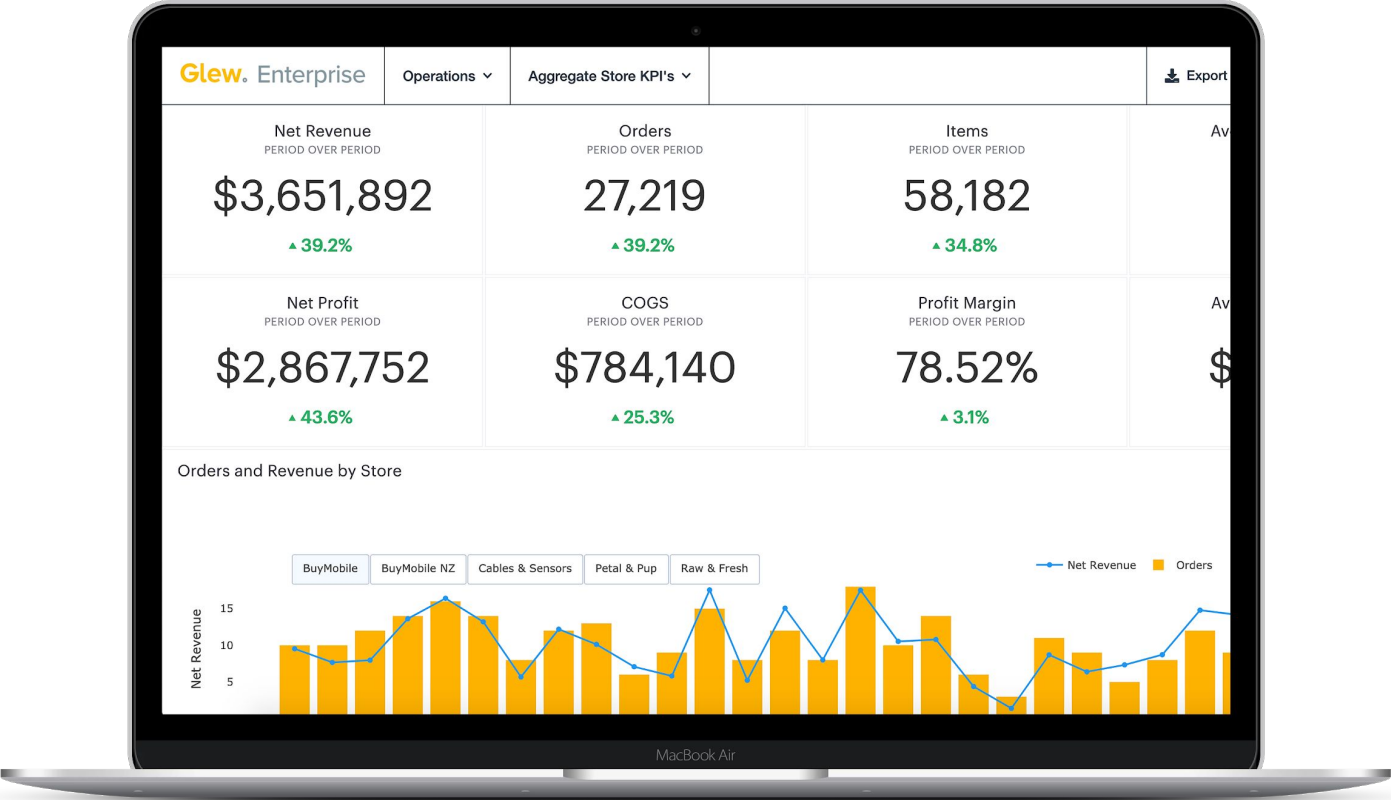 Glew. Enterprise
Operations
Aggregate Store KPI's
Export
Net Revenue
PERIOD OVER PERIOD
$3,651,892
39.2%
Orders
PERIOD OVER PERIOD
27,219
39.2%
Items
PERIOD OVER PERIOD
58,182
34.8%
Av
Net Profit
PERIOD OVER PERIOD
$2,867,752
43.6%
COGS
PERIOD OVER PERIOD
$784,140
25.3%
Profit Margin
PERIOD OVER PERIOD
78.52%
3.1%
Av
$
Orders and Revenue by Store
BuyMobile
BuyMobile NZ
Cables & Sensors
Petal & Pup
Raw & Fresh
Net Revenue
Orders
Net Revenue
15
10
5
MacBook Air